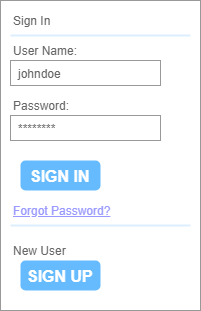 Sign In
User Name:
johndoe
Password:
********
SIGN IN
Forgot Password?
New User
SIGN UP